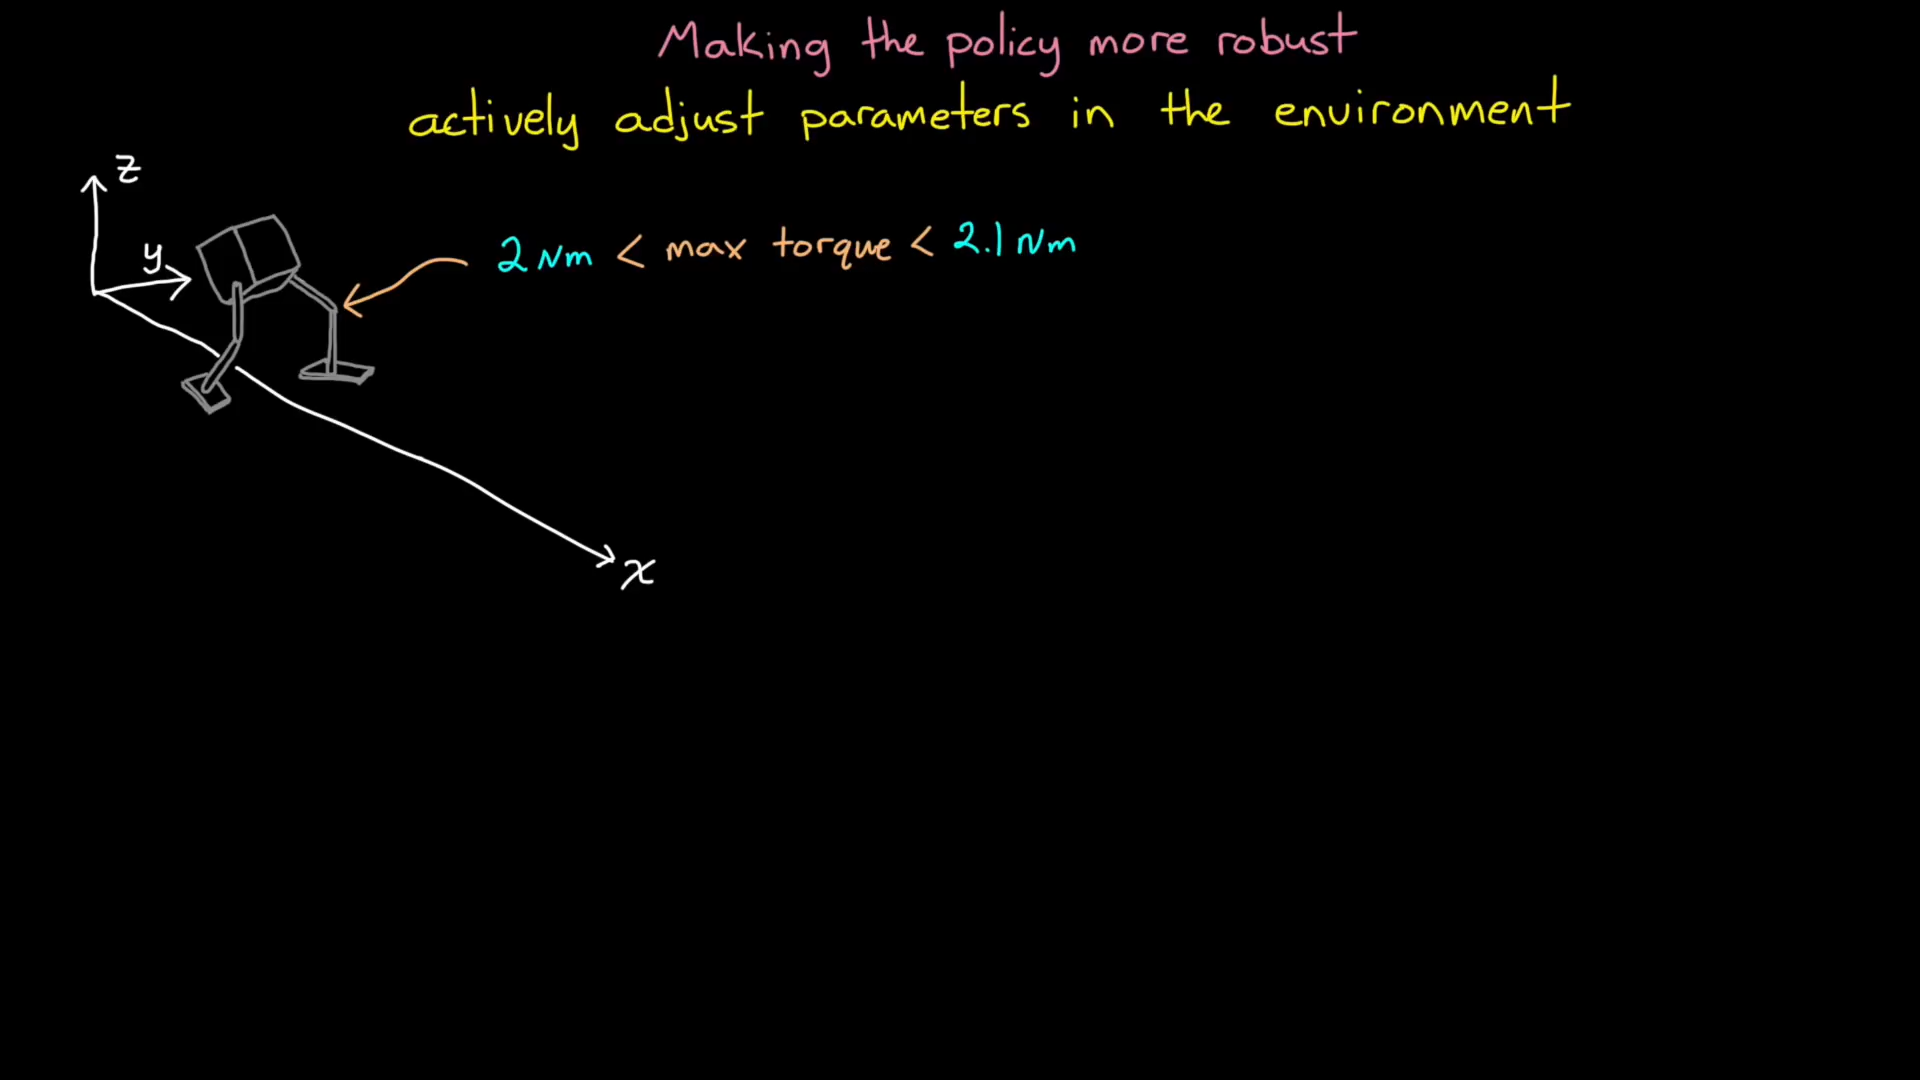 Making the policy more robust
actively adjust parameters in the environment
z
y
2 Nm < max torque < 2.1 Nm
x